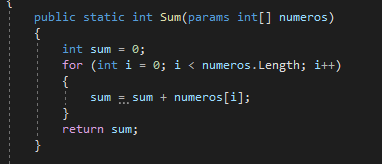 {
public static int Sum(params int[] numeros)
{
int sum = 0;
for (int i = 0; i < numeros.Length; i++)
{
sum = sum + numeros[i];
}
return sum;
}